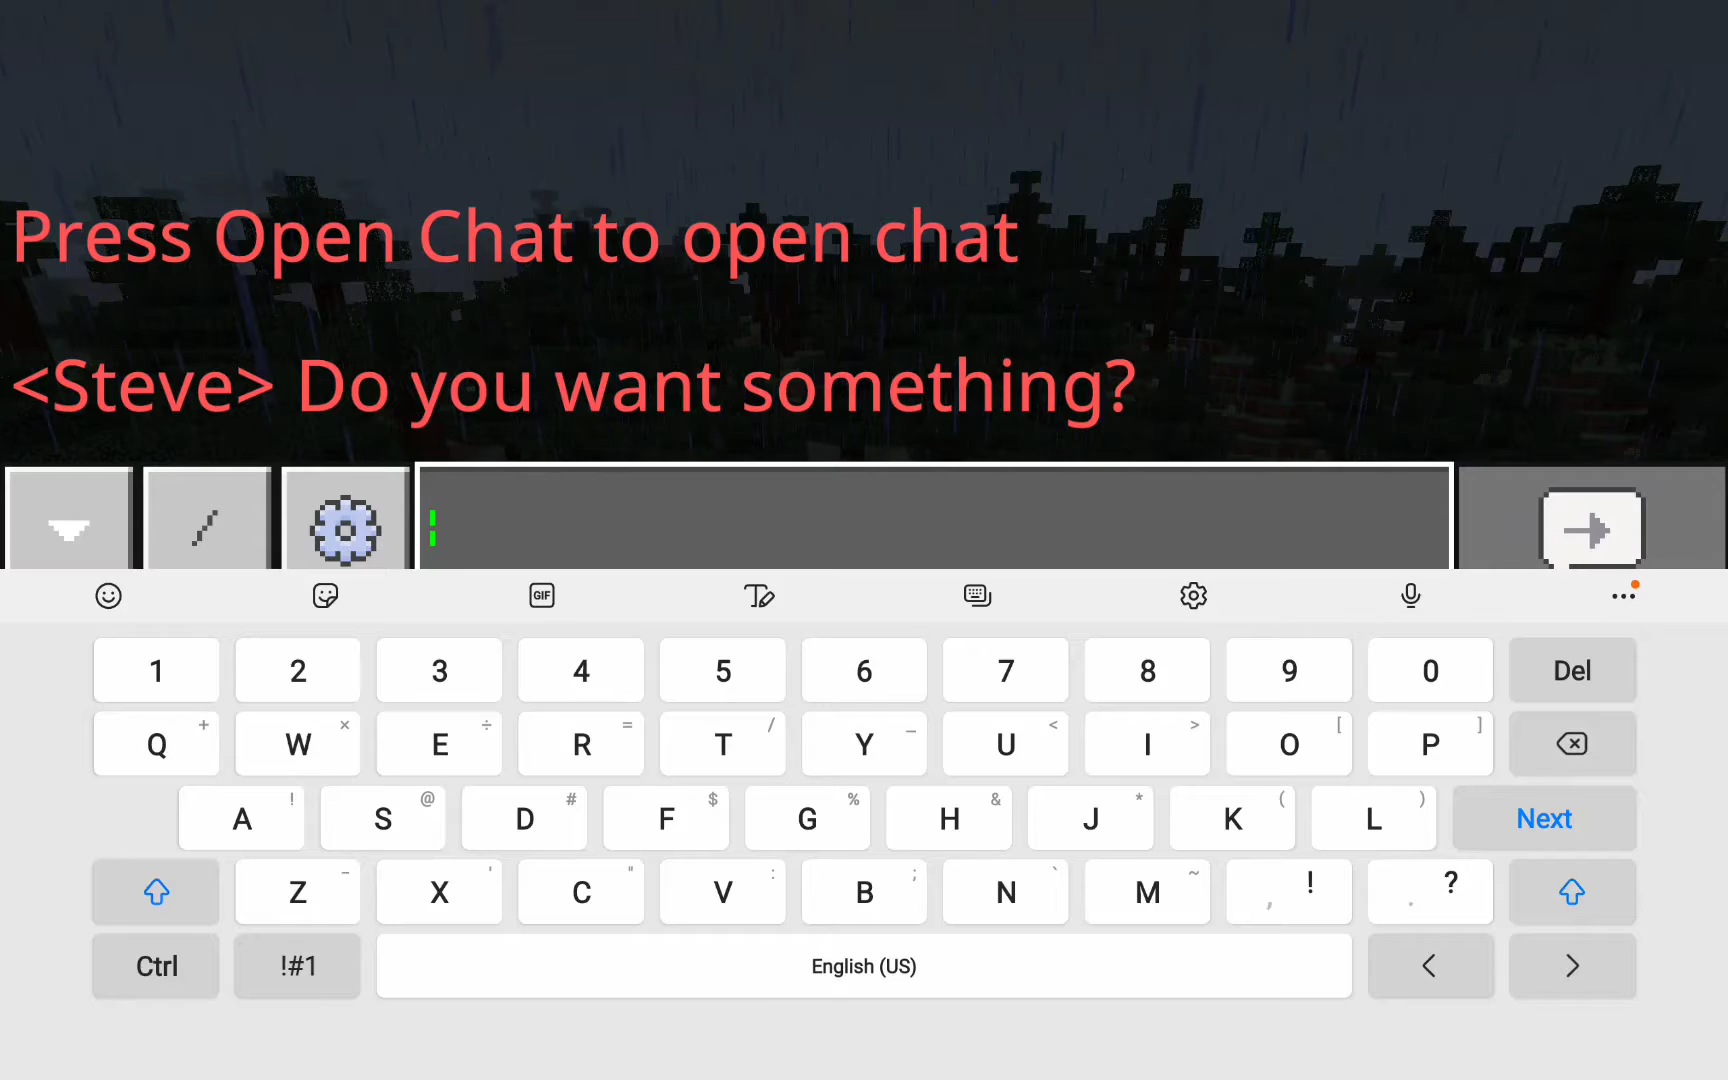 Press Open Chat to open chat
<Steve> Do you want something?
/
GIF
1 2 3 4 5 6 7 8 9 0 Del
+ × ÷ = / _ < > [ ]
Q W E R T Y U I O P
! @ # $ % & * ( )
A S D F G H J K L Next
- ' " : ; ` ~ ! ?
Z X C V B N M , .
Ctrl !#1 English (US) < >